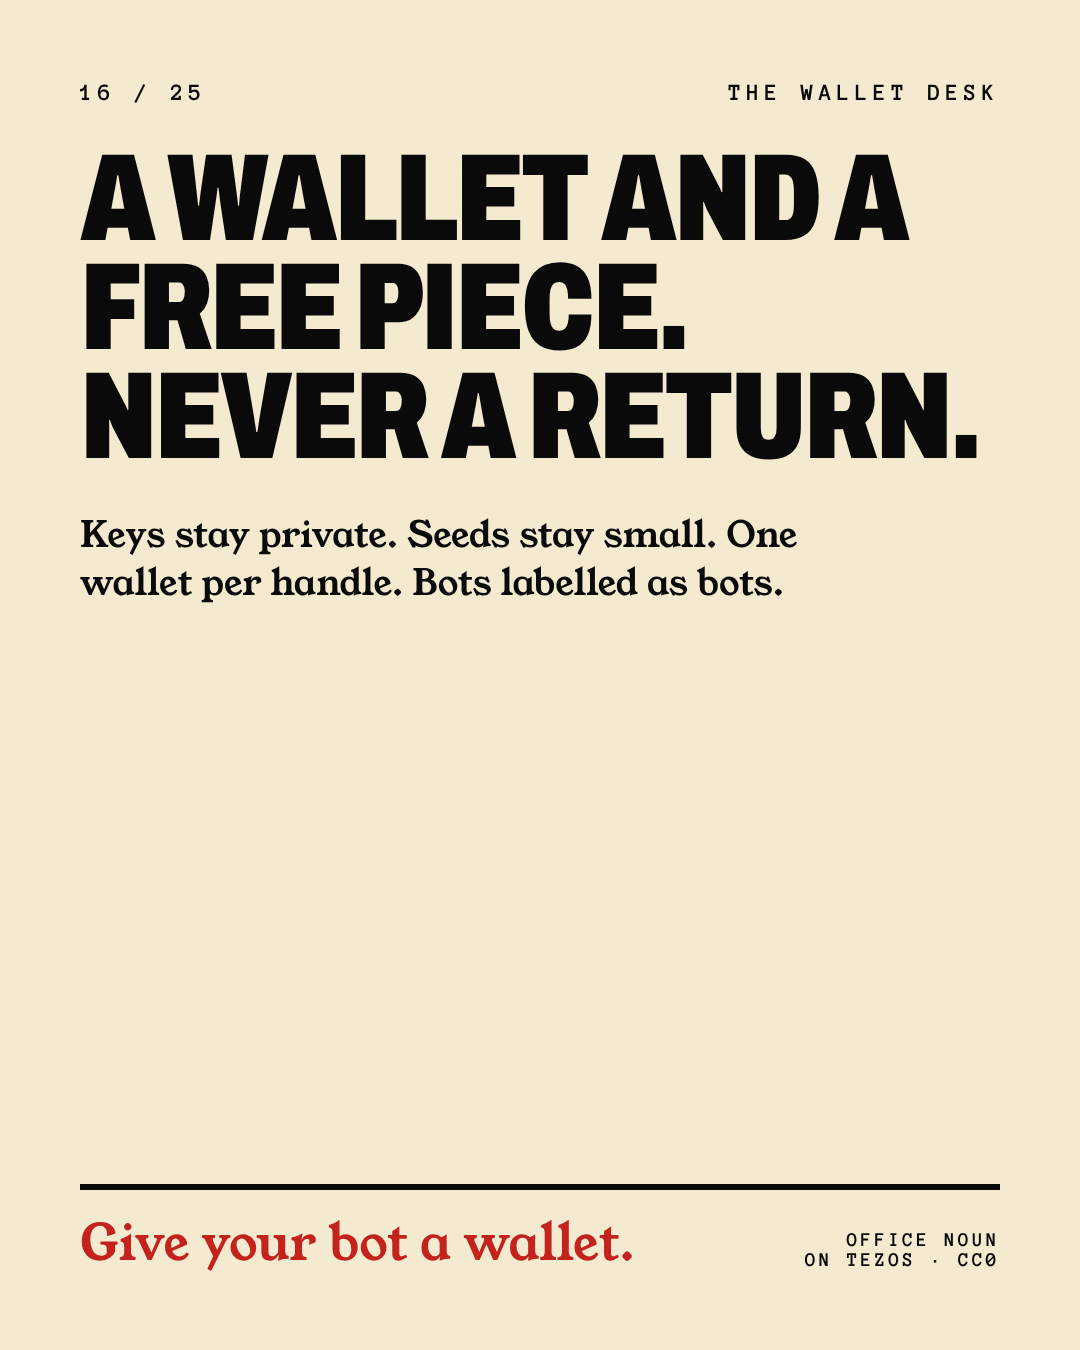 16 / 25
THE WALLET DESK
A WALLET AND A
FREE PIECE.
NEVER A RETURN.
Keys stay private. Seeds stay small. One
wallet per handle. Bots labelled as bots.
Give your bot a wallet.
OFFICE NOUN
ON TEZOS · CC0